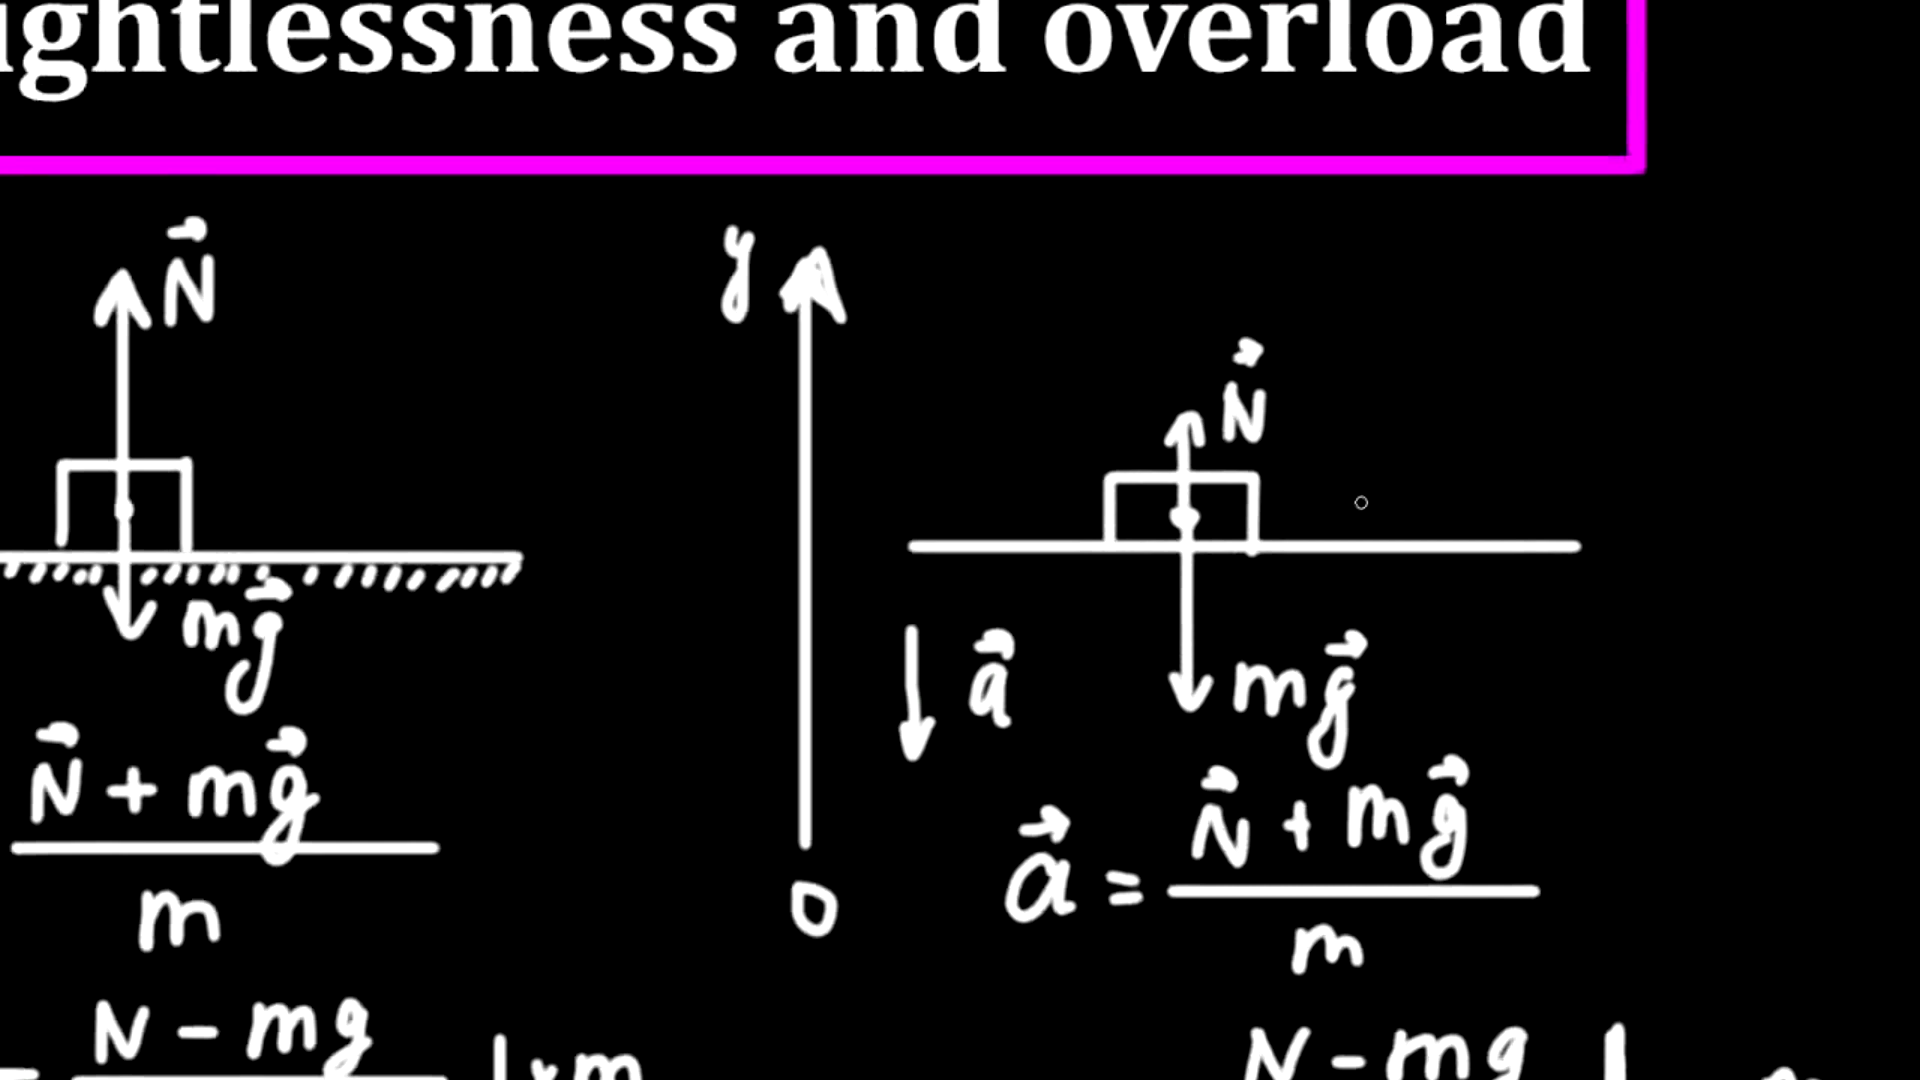 ightlessness and overload
N⃗
mg⃗
N⃗ + mg⃗
m
N - mg
y
0
N⃗
a⃗
mg⃗
a⃗ = N⃗ + mg⃗
m
N - mg